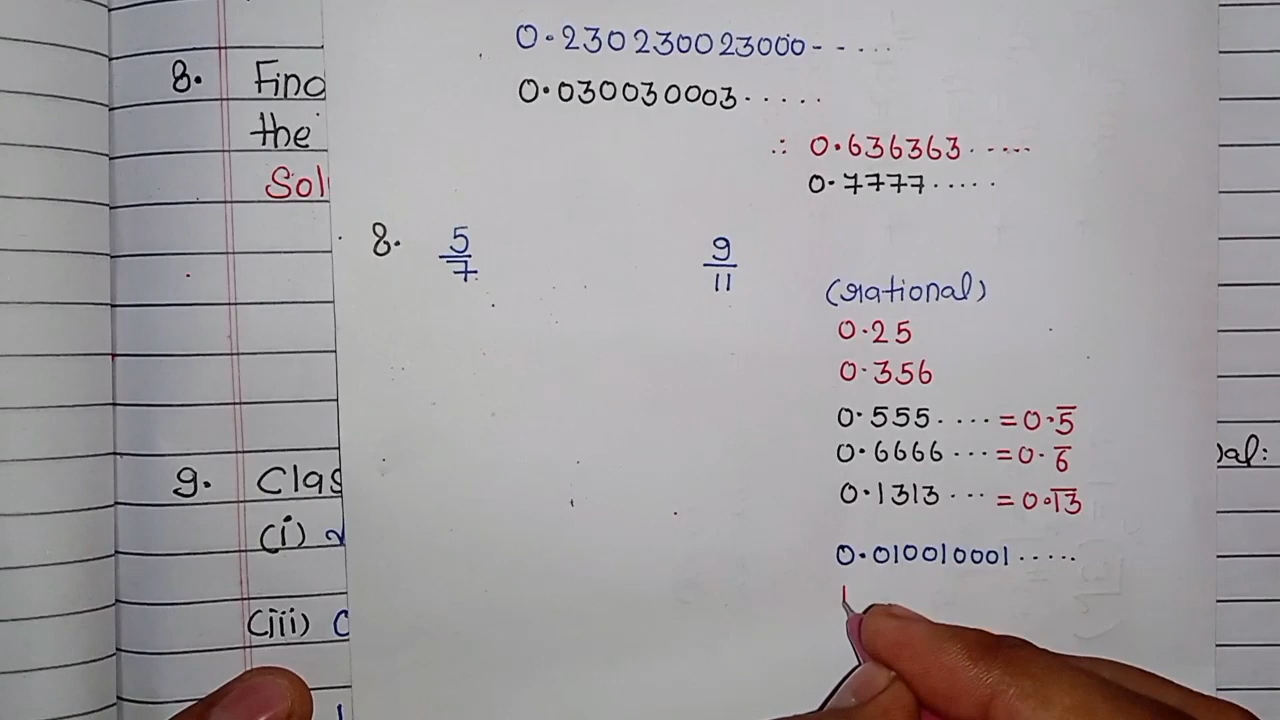 0.230230023000--.....
0.030030003.....
8. Find
the
Sol
∴ 0.636363.....
0.7777.....
8. 5/7 9/11
(rational)
0.25
0.356
0.555.... = 0.5̅
0.6666... = 0.6̅
0.1313... = 0.1̅3̅
9. Clas
(i)
0.010010001.....
(iii)